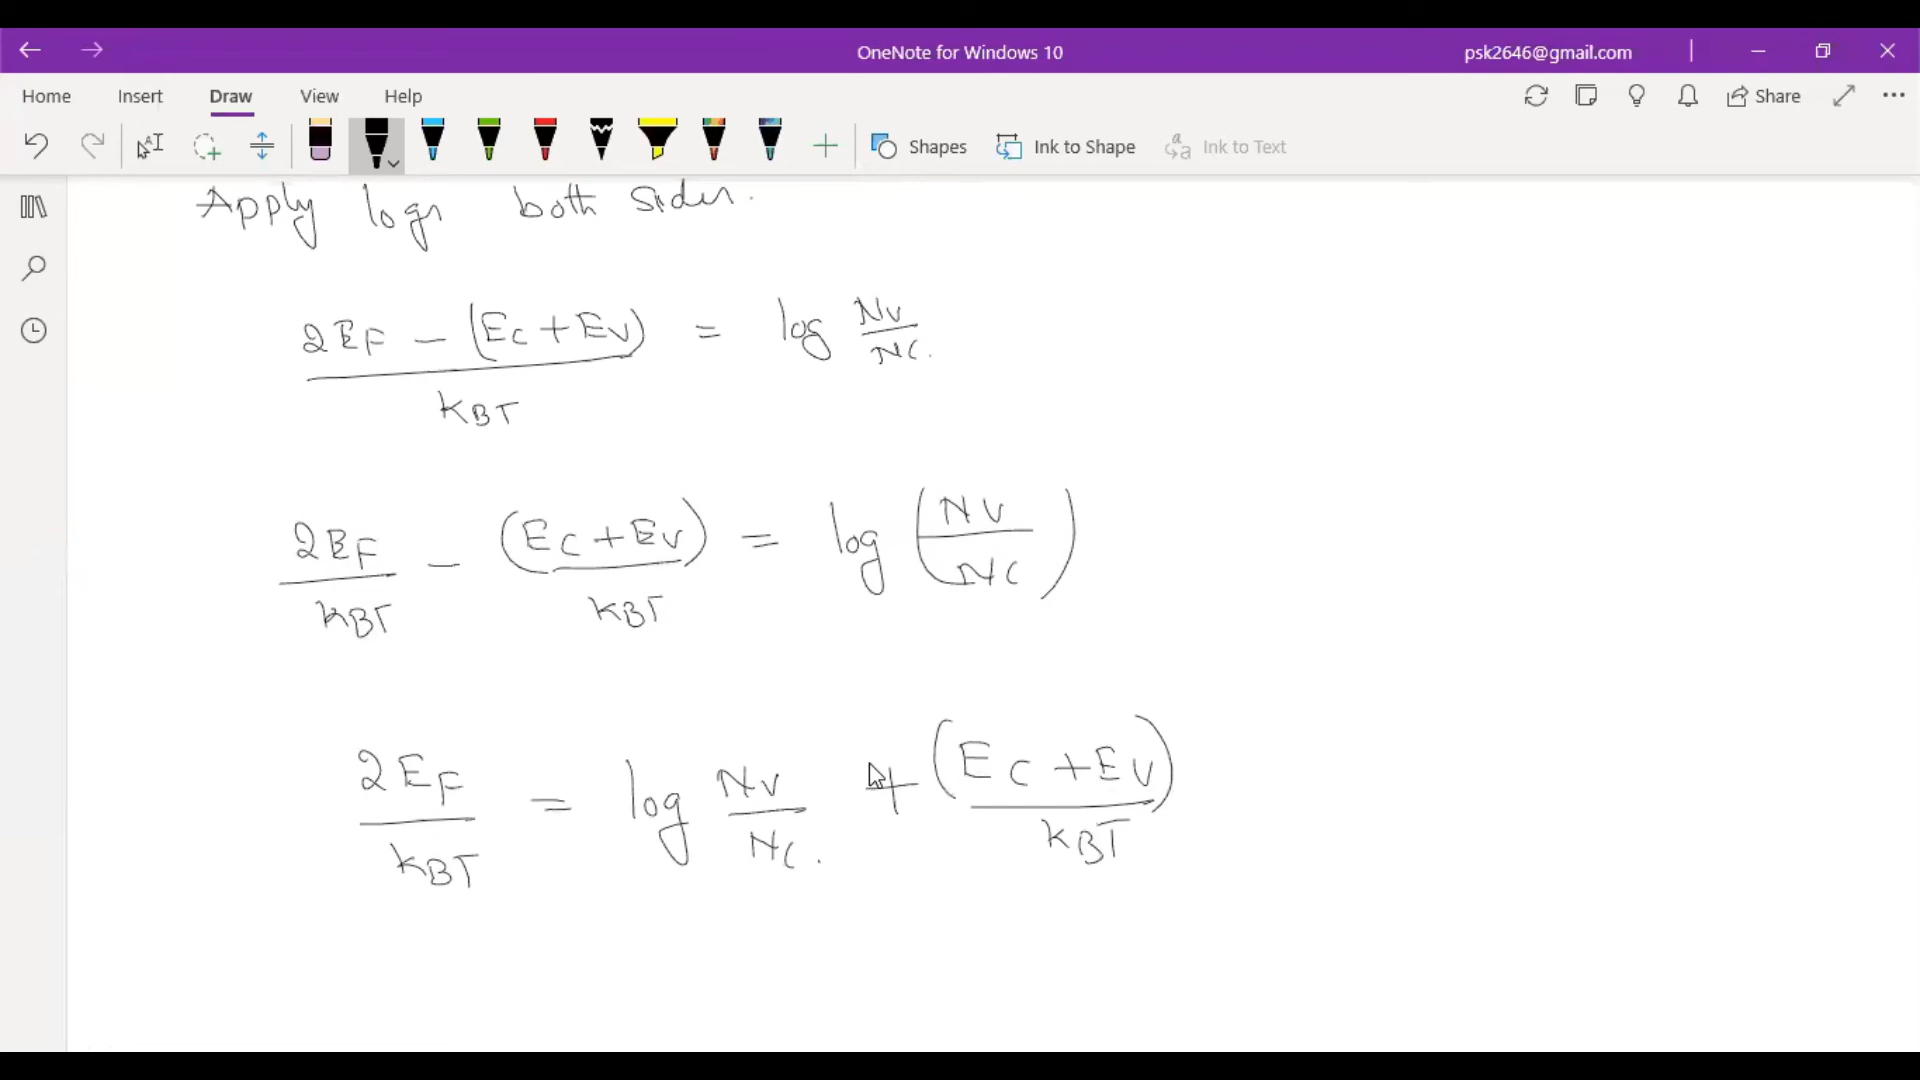 OneNote for Windows 10 psk2646@gmail.com
Home Insert Draw View Help Share
Shapes Ink to Shape Ink to Text
Apply logs both sides.
2EF - (EC + EV) / KBT = log NV / NC.
2EF / KBT - (EC + EV) / KBT = log (NV / NC)
2EF / KBT = log NV / NC. + (EC + EV) / KBT